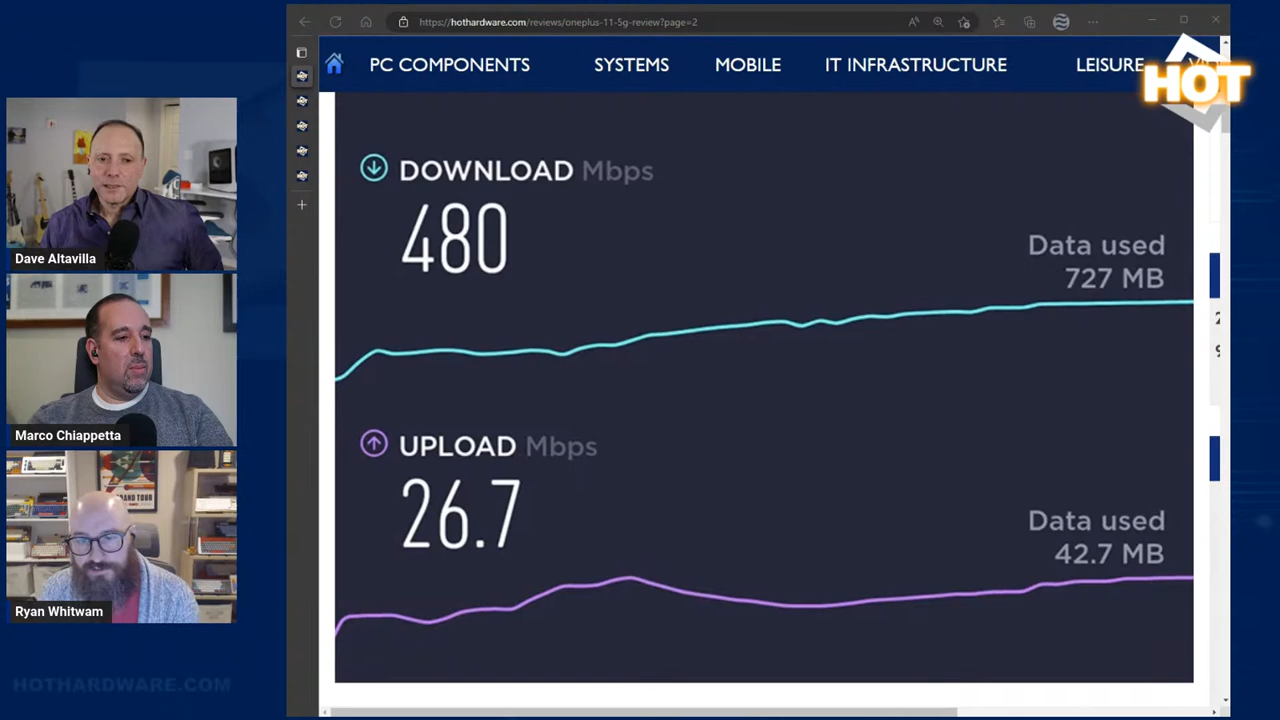 https://hothardware.com/reviews/oneplus-11-5g-review?page=2
PC COMPONENTS SYSTEMS MOBILE IT INFRASTRUCTURE LEISURE
HOT
DOWNLOAD Mbps
480
Data used
727 MB
UPLOAD Mbps
26.7
Data used
42.7 MB
Dave Altavilla
Marco Chiappetta
GRAND TOUR
Ryan Whitwam
HOTHARDWARE.COM